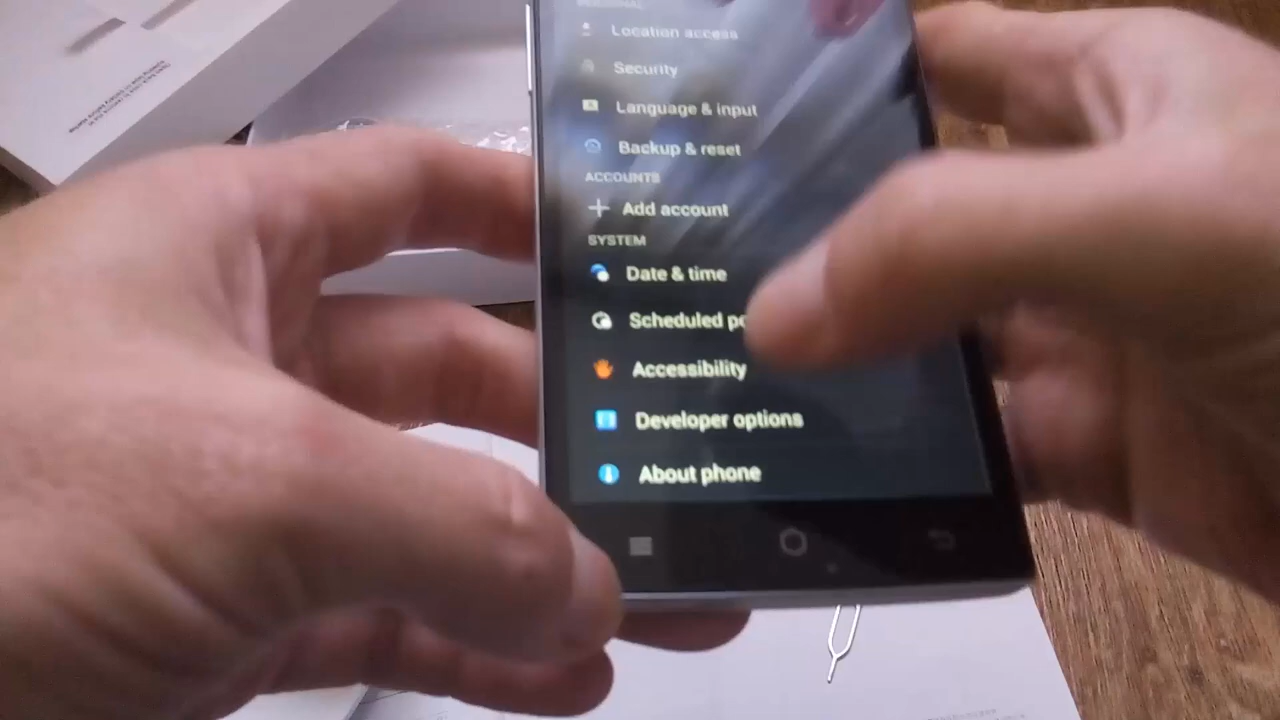 PERSONAL
Location access
Security
Language & input
Backup & reset
ACCOUNTS
Add account
SYSTEM
Date & time
Scheduled
Accessibility
Developer options
About phone